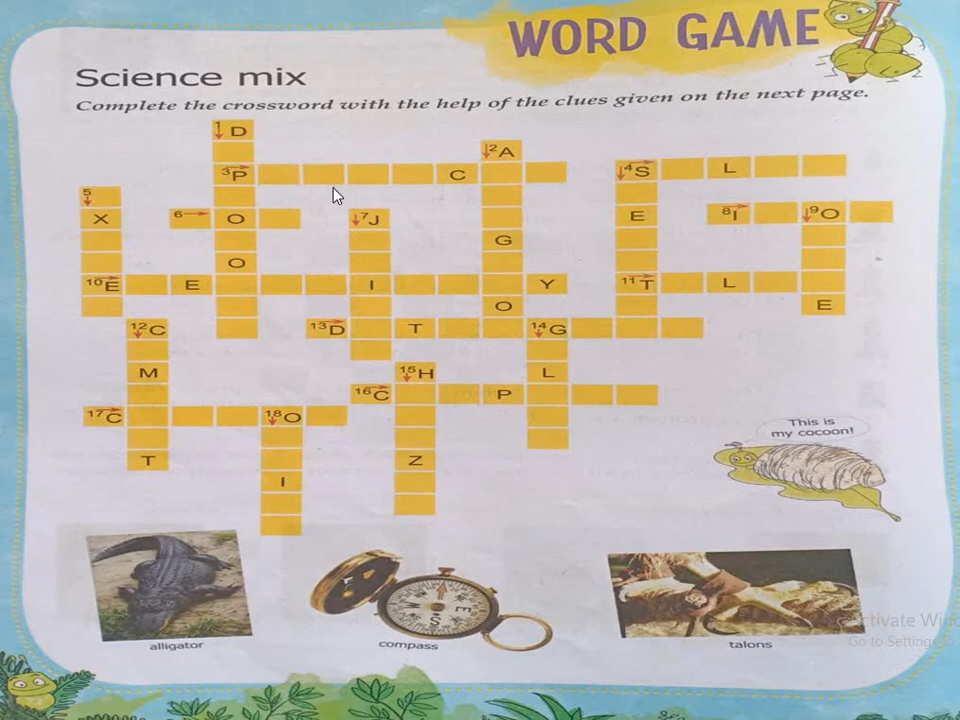 WORD GAME
Science mix
Complete the crossword with the help of the clues given on the next page.
1 D
2 A
3 P C
4 S L
5
X
6 O
7 J
E
8 I
9 O
G
O
10 E E I Y
11 T L
O
E
12 C
13 D T
14 G
M
15 H
L
16 C P
17 C
18 O
T
Z
I
This is
my cocoon!
alligator
compass
talons
Activate Win
Go to Settings